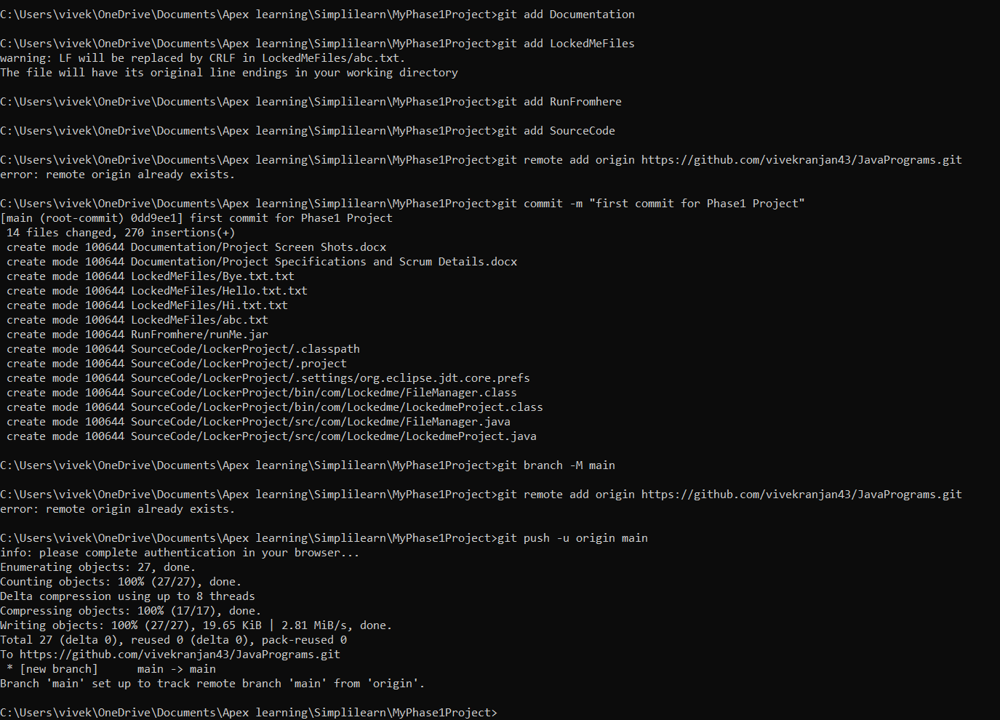 C:\Users\vivek\OneDrive\Documents\Apex learning\Simplilearn\MyPhase1Project>git add Documentation
C:\Users\vivek\OneDrive\Documents\Apex learning\Simplilearn\MyPhase1Project>git add LockedMeFiles
warning: LF will be replaced by CRLF in LockedMeFiles/abc.txt.
The file will have its original line endings in your working directory
C:\Users\vivek\OneDrive\Documents\Apex learning\Simplilearn\MyPhase1Project>git add RunFromhere
C:\Users\vivek\OneDrive\Documents\Apex learning\Simplilearn\MyPhase1Project>git add SourceCode
C:\Users\vivek\OneDrive\Documents\Apex learning\Simplilearn\MyPhase1Project>git remote add origin https://github.com/vivekranjan43/JavaPrograms.git
error: remote origin already exists.
C:\Users\vivek\OneDrive\Documents\Apex learning\Simplilearn\MyPhase1Project>git commit -m "first commit for Phase1 Project"
[main (root-commit) 0dd9ee1] first commit for Phase1 Project
 14 files changed, 270 insertions(+)
 create mode 100644 Documentation/Project Screen Shots.docx
 create mode 100644 Documentation/Project Specifications and Scrum Details.docx
 create mode 100644 LockedMeFiles/Bye.txt.txt
 create mode 100644 LockedMeFiles/Hello.txt.txt
 create mode 100644 LockedMeFiles/Hi.txt.txt
 create mode 100644 LockedMeFiles/abc.txt
 create mode 100644 RunFromhere/runMe.jar
 create mode 100644 SourceCode/LockerProject/.classpath
 create mode 100644 SourceCode/LockerProject/.project
 create mode 100644 SourceCode/LockerProject/.settings/org.eclipse.jdt.core.prefs
 create mode 100644 SourceCode/LockerProject/bin/com/Lockedme/FileManager.class
 create mode 100644 SourceCode/LockerProject/bin/com/Lockedme/LockedmeProject.class
 create mode 100644 SourceCode/LockerProject/src/com/Lockedme/FileManager.java
 create mode 100644 SourceCode/LockerProject/src/com/Lockedme/LockedmeProject.java
C:\Users\vivek\OneDrive\Documents\Apex learning\Simplilearn\MyPhase1Project>git branch -M main
C:\Users\vivek\OneDrive\Documents\Apex learning\Simplilearn\MyPhase1Project>git remote add origin https://github.com/vivekranjan43/JavaPrograms.git
error: remote origin already exists.
C:\Users\vivek\OneDrive\Documents\Apex learning\Simplilearn\MyPhase1Project>git push -u origin main
info: please complete authentication in your browser...
Enumerating objects: 27, done.
Counting objects: 100% (27/27), done.
Delta compression using up to 8 threads
Compressing objects: 100% (17/17), done.
Writing objects: 100% (27/27), 19.65 KiB | 2.81 MiB/s, done.
Total 27 (delta 0), reused 0 (delta 0), pack-reused 0
To https://github.com/vivekranjan43/JavaPrograms.git
 * [new branch]      main -> main
Branch 'main' set up to track remote branch 'main' from 'origin'.
C:\Users\vivek\OneDrive\Documents\Apex learning\Simplilearn\MyPhase1Project>